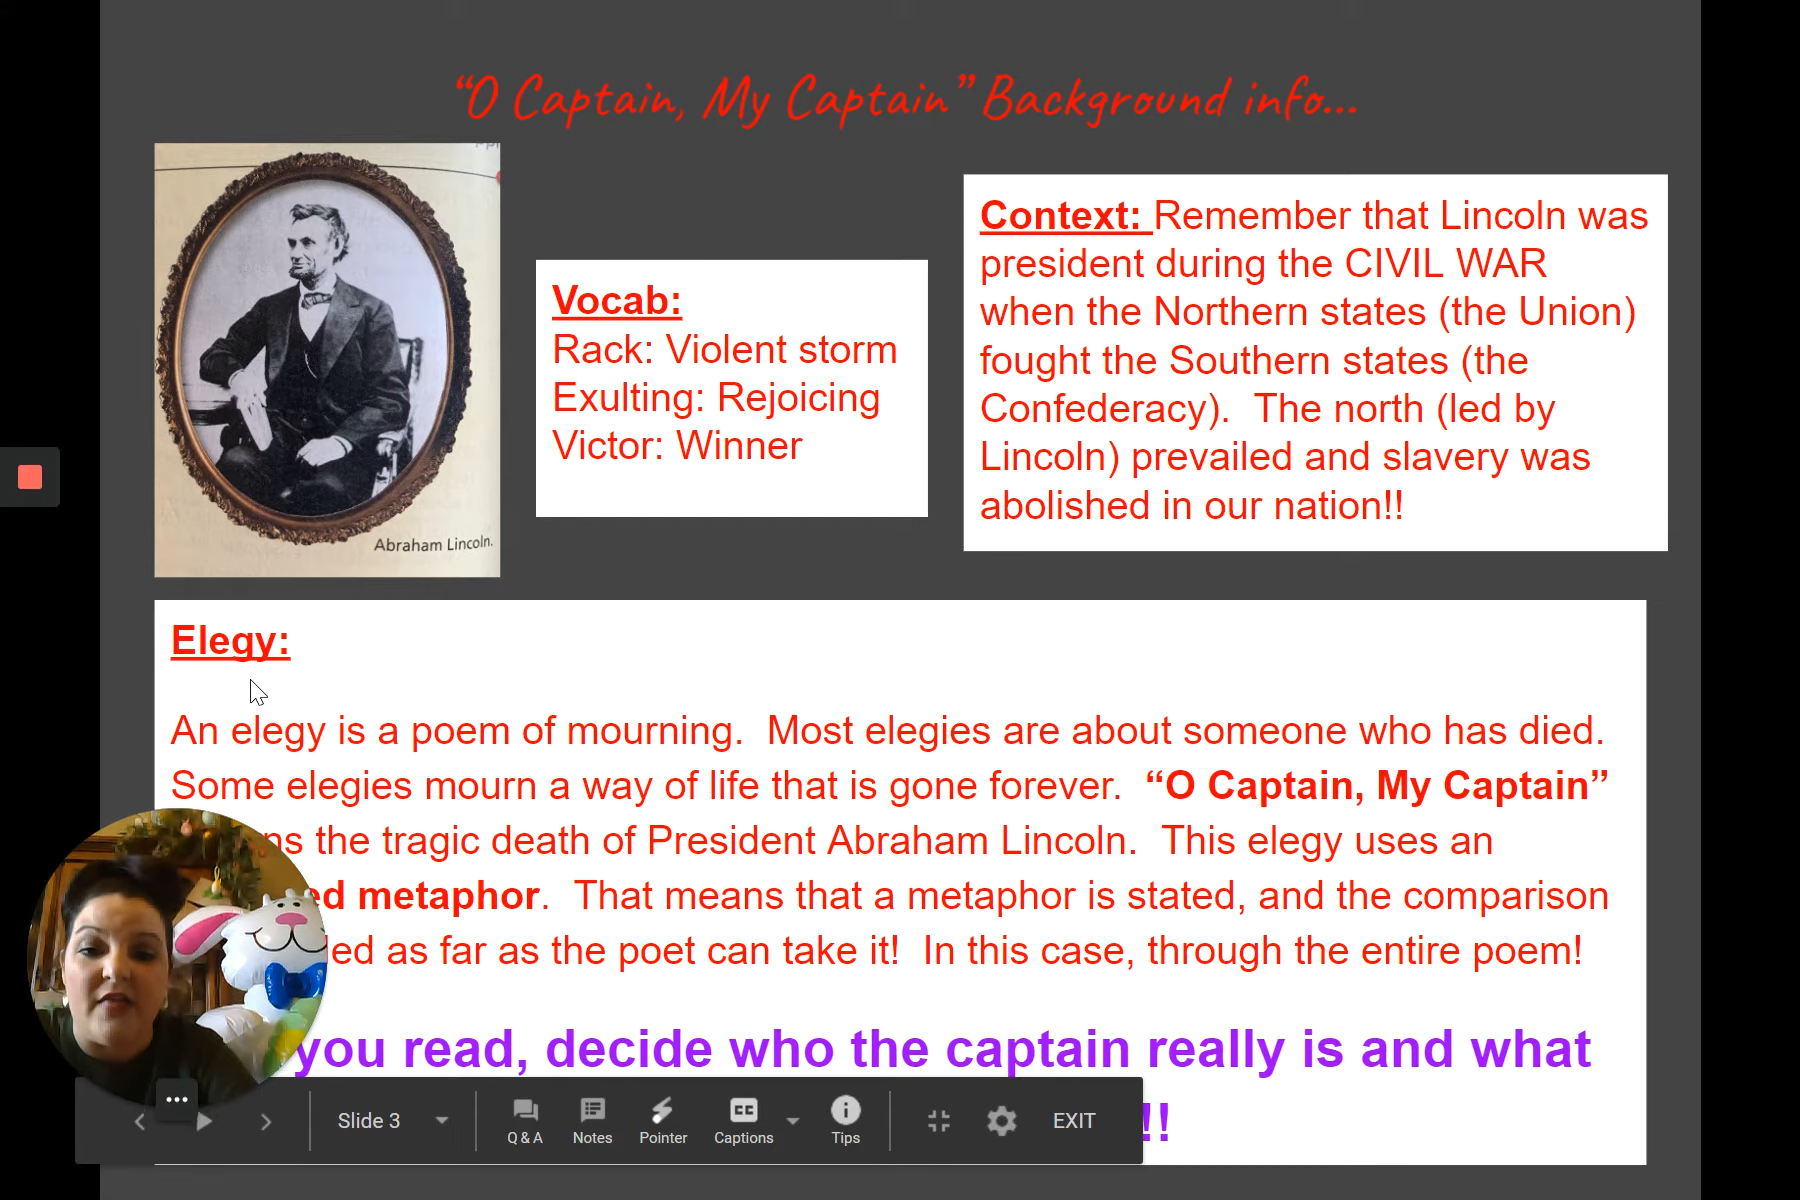 “O Captain, My Captain” Background info...
Abraham Lincoln.
Vocab:
Rack: Violent storm
Exulting: Rejoicing
Victor: Winner
Context: Remember that Lincoln was
president during the CIVIL WAR
when the Northern states (the Union)
fought the Southern states (the
Confederacy).  The north (led by
Lincoln) prevailed and slavery was
abolished in our nation!!
Elegy:
An elegy is a poem of mourning.  Most elegies are about someone who has died.
Some elegies mourn a way of life that is gone forever.  “O Captain, My Captain”
the tragic death of President Abraham Lincoln.  This elegy uses an
metaphor.  That means that a metaphor is stated, and the comparison
as far as the poet can take it!  In this case, through the entire poem!
you read, decide who the captain really is and what
!!
Slide 3
Q & A
Notes
Pointer
CC
Captions
Tips
EXIT